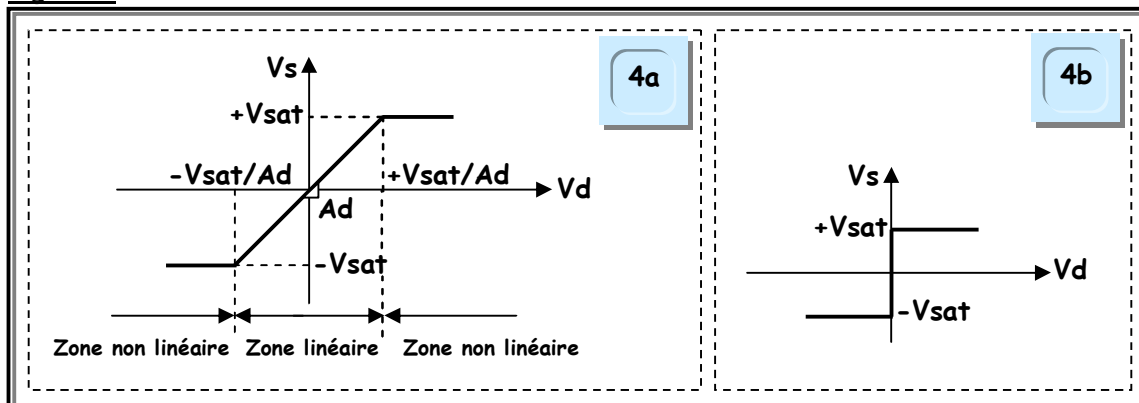 4a
Vs
+Vsat
-Vsat/Ad
+Vsat/Ad
Vd
Ad
-Vsat
Zone non linéaire
Zone linéaire
Zone non linéaire
4b
Vs
+Vsat
Vd
-Vsat